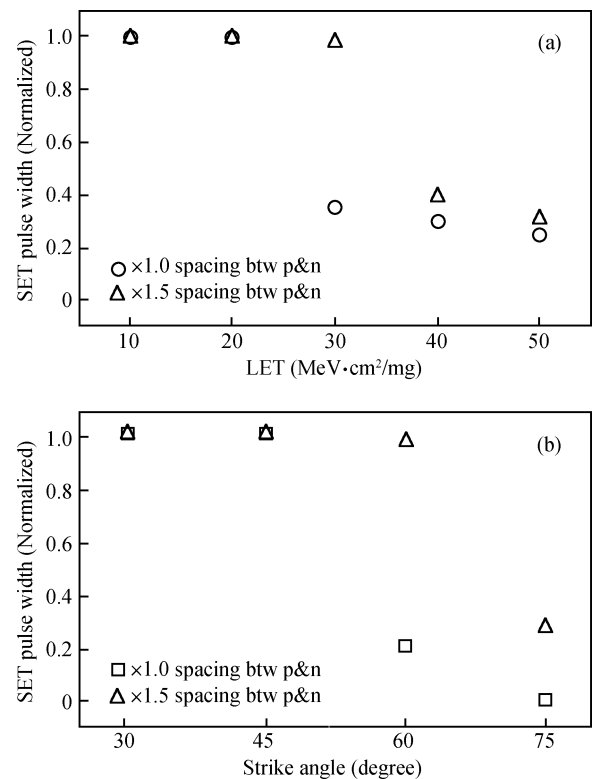 (a)
SET pulse width (Normalized)
1.0
0.8
0.6
0.4
0.2
0
×1.0 spacing btw p&n
×1.5 spacing btw p&n
10 20 30 40 50
LET (MeV·cm²/mg)
(b)
SET pulse width (Normalized)
1.0
0.8
0.6
0.4
0.2
0
×1.0 spacing btw p&n
×1.5 spacing btw p&n
30 45 60 75
Strike angle (degree)